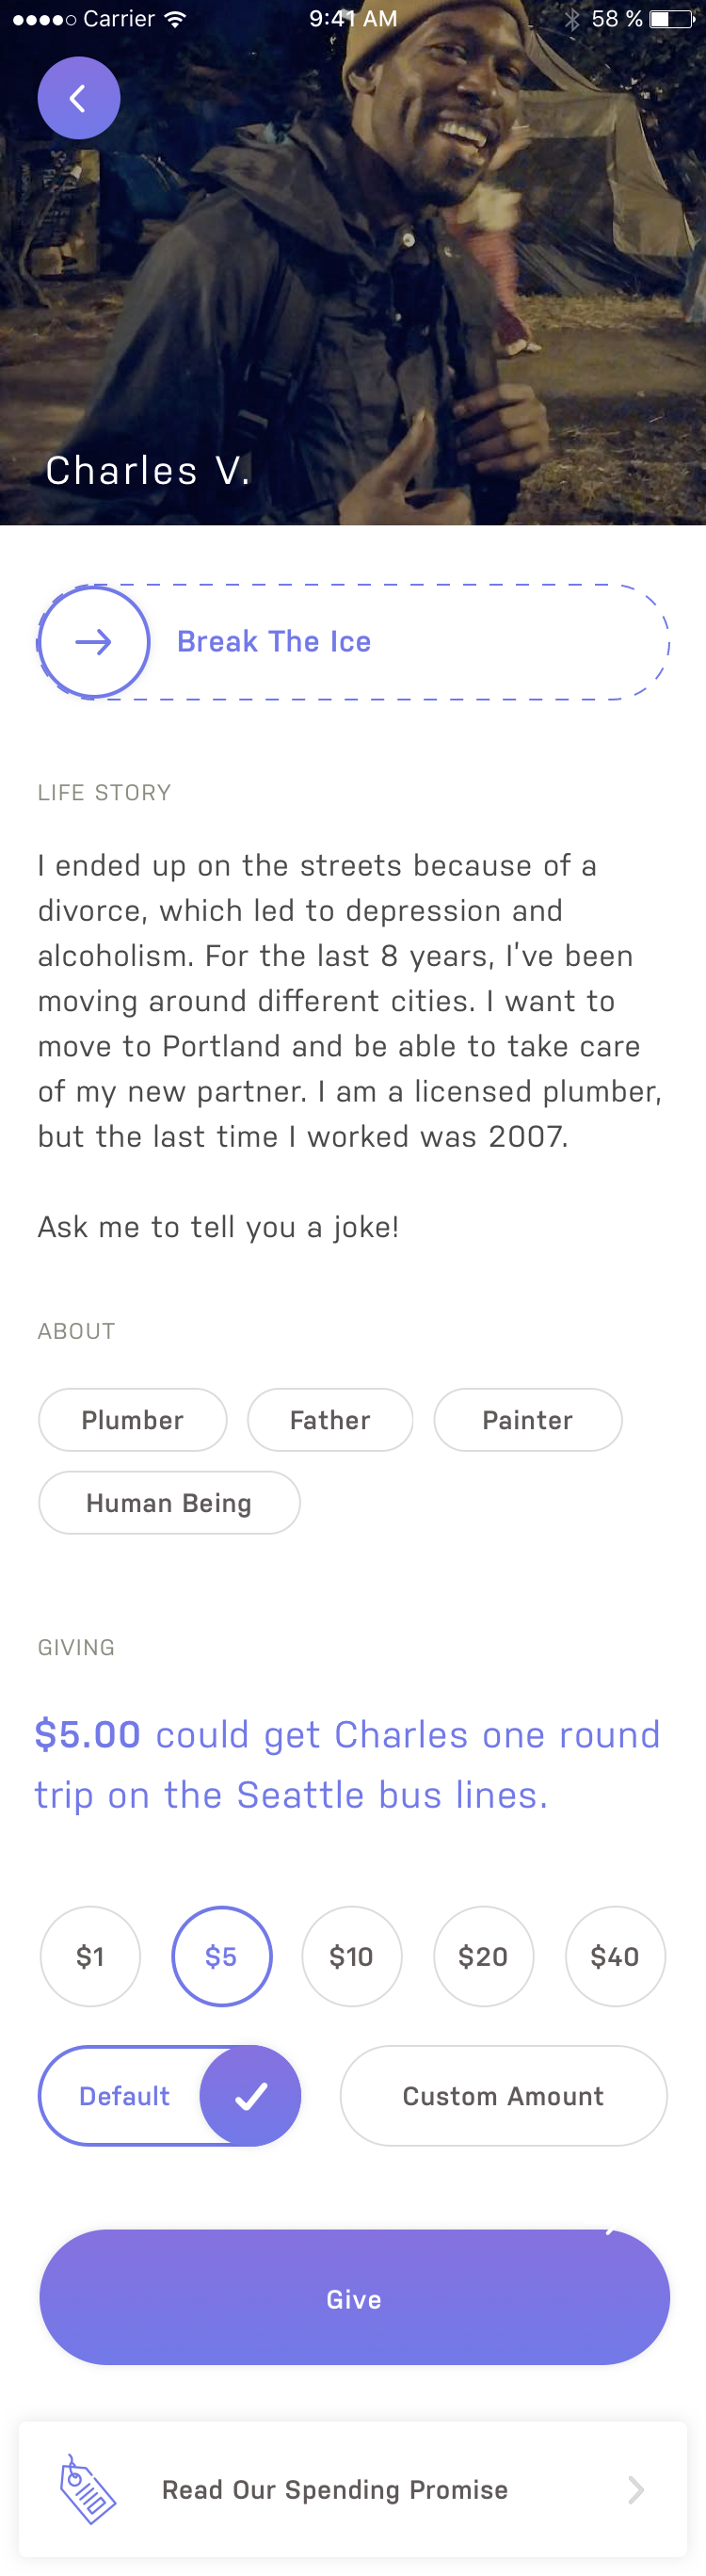 Carrier 9:41 AM 58 %
Charles V.
Break The Ice
LIFE STORY
I ended up on the streets because of a
divorce, which led to depression and
alcoholism. For the last 8 years, I've been
moving around different cities. I want to
move to Portland and be able to take care
of my new partner. I am a licensed plumber,
but the last time I worked was 2007.
Ask me to tell you a joke!
ABOUT
Plumber Father Painter
Human Being
GIVING
$5.00 could get Charles one round
trip on the Seattle bus lines.
$1 $5 $10 $20 $40
Default Custom Amount
Give
Read Our Spending Promise